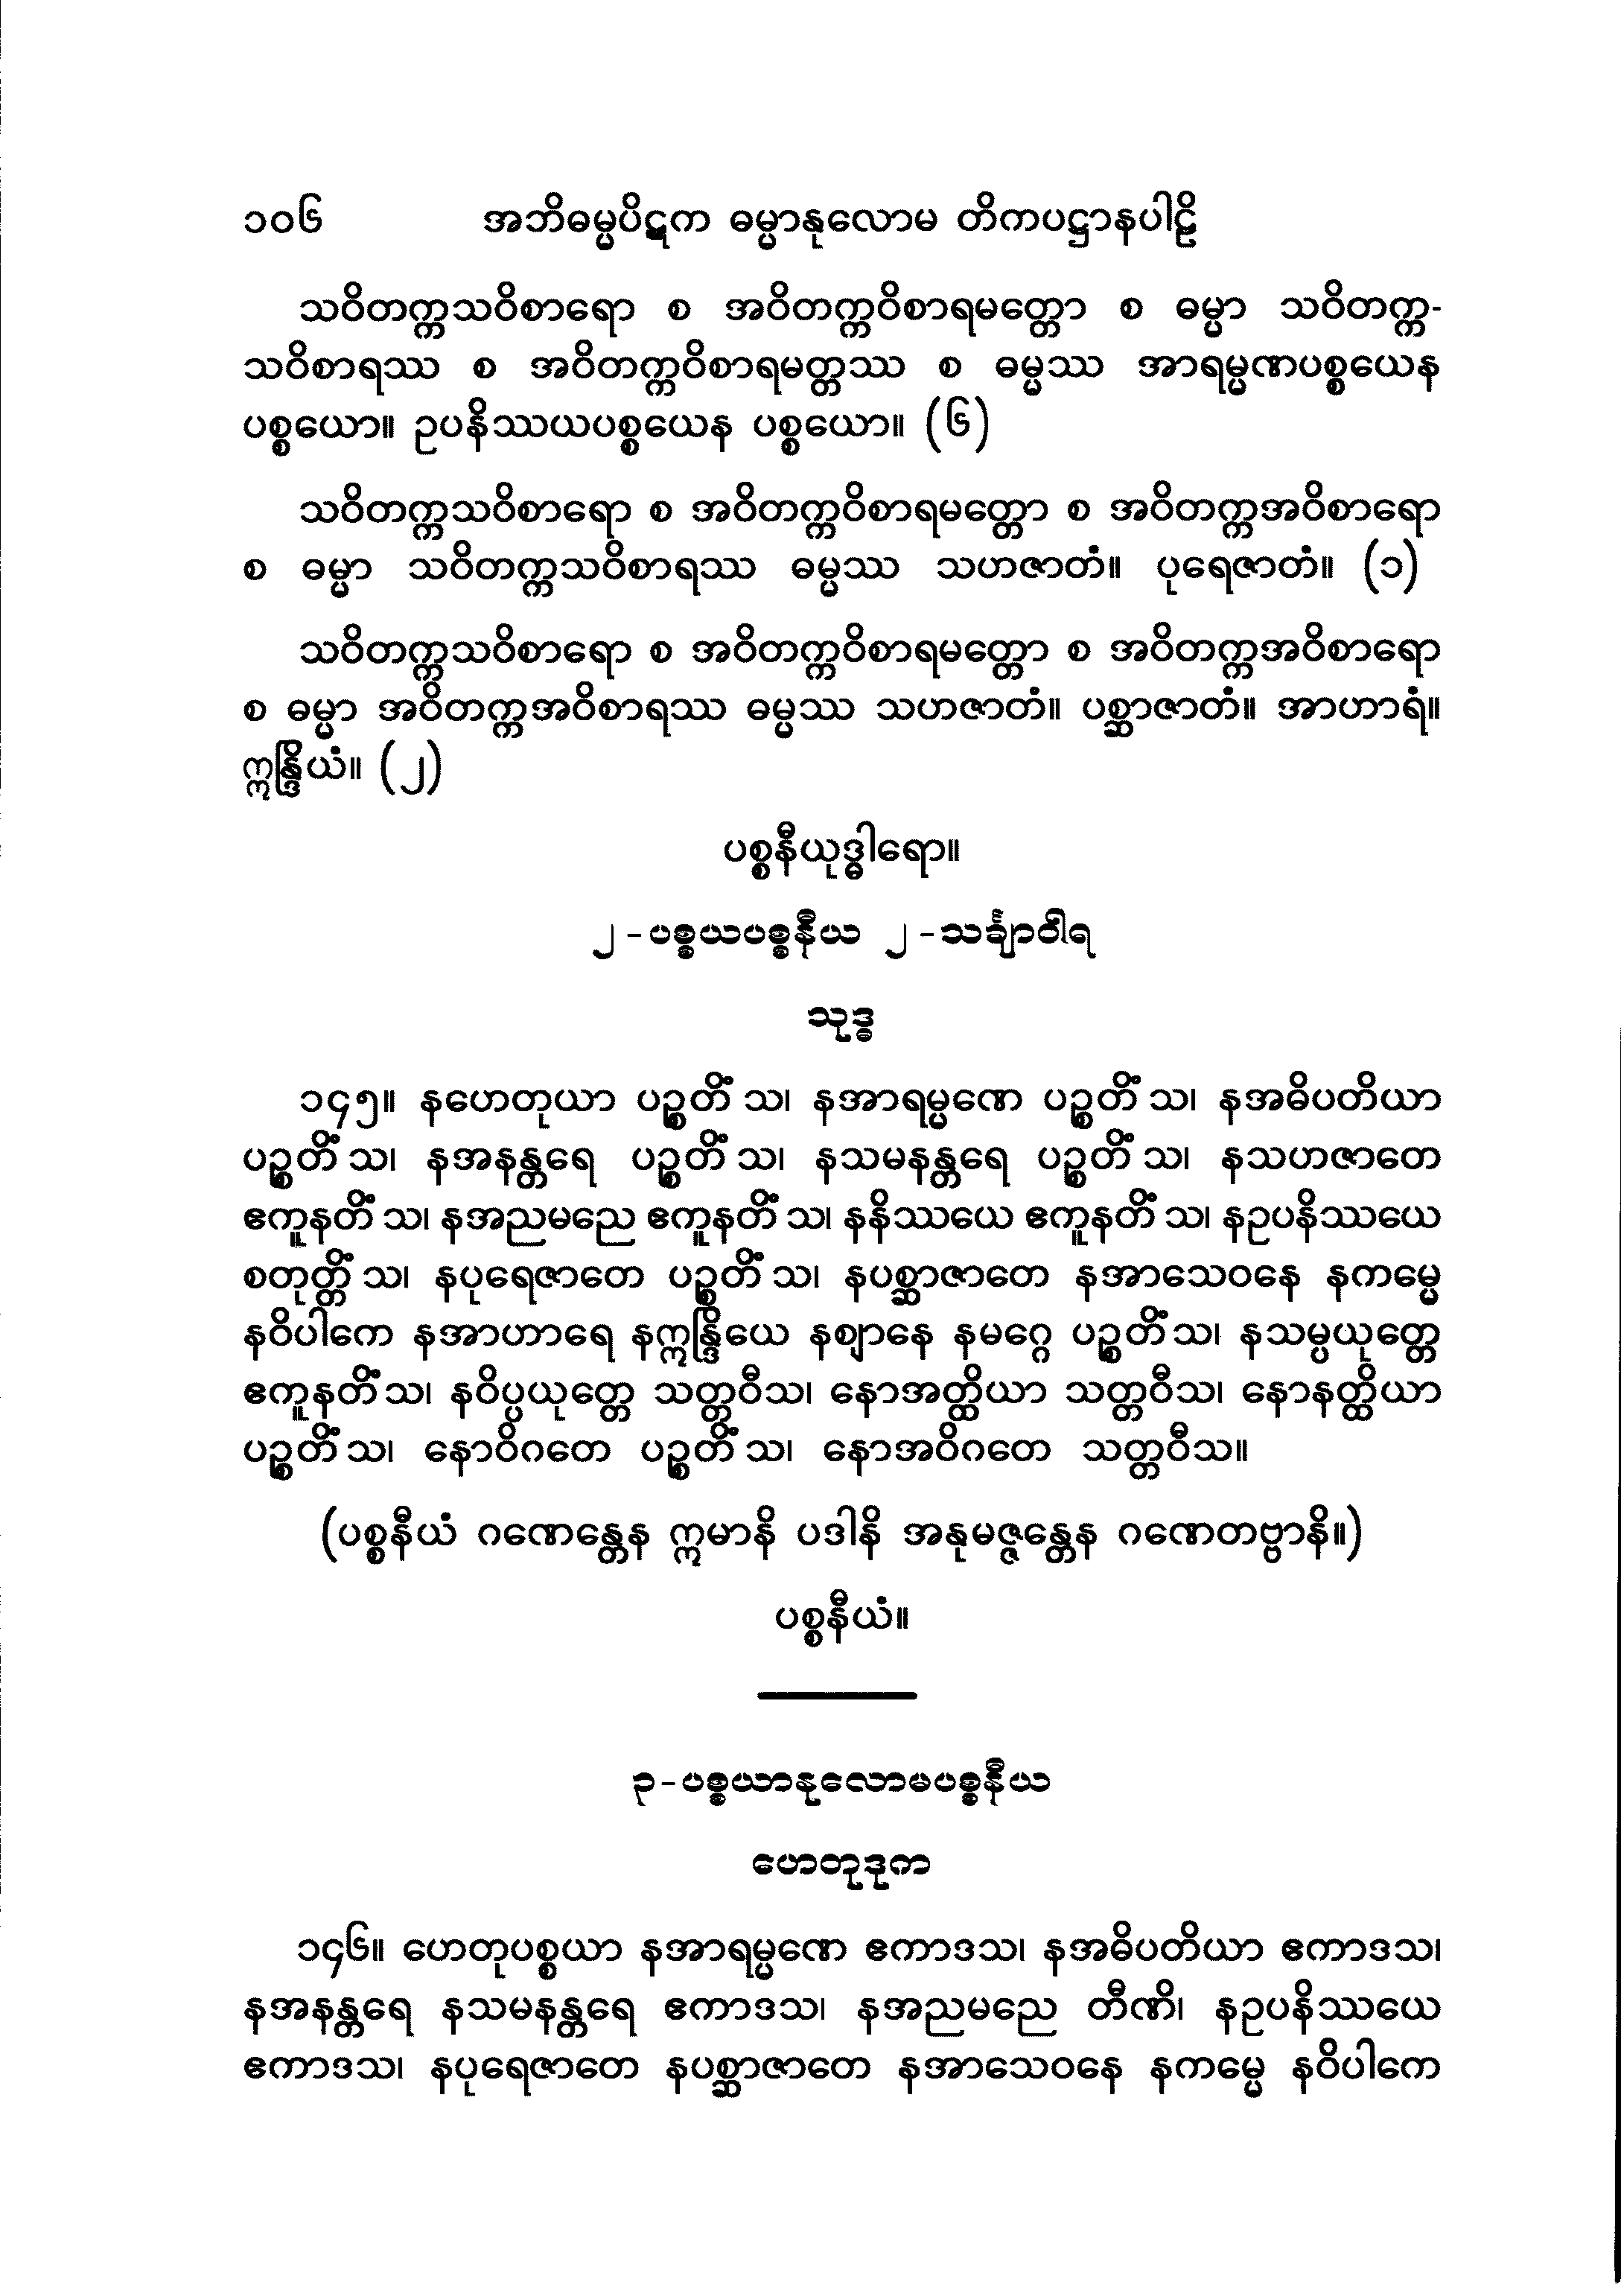 ၁၀၆ အဘိဓမ္မပိဋက ဓမ္မာနုလောမ တိကပဋ္ဌာနပါဠိ
သဝိတက္ကသဝိစာရော စ အဝိတက္ကဝိစာရမတ္တော စ ဓမ္မာ သဝိတက္က-
သဝိစာရဿ စ အဝိတက္ကဝိစာရမတ္တဿ စ ဓမ္မဿ အာရမ္မဏပစ္စယေန
ပစ္စယော။ ဥပနိဿယပစ္စယေန ပစ္စယော။ (၆)
သဝိတက္ကသဝိစာရော စ အဝိတက္ကဝိစာရမတ္တော စ အဝိတက္ကအဝိစာရော
စ ဓမ္မာ သဝိတက္ကသဝိစာရဿ ဓမ္မဿ သဟဇာတံ။ ပုရေဇာတံ။ (၁)
သဝိတက္ကသဝိစာရော စ အဝိတက္ကဝိစာရမတ္တော စ အဝိတက္ကအဝိစာရော
စ ဓမ္မာ အဝိတက္ကအဝိစာရဿ ဓမ္မဿ သဟဇာတံ။ ပစ္ဆာဇာတံ။ အာဟာရံ။
ဣန္ဒြိယံ။ (၂)
ပစ္စနီယုဒ္ဓါရော။
၂-ပစ္စယပစ္စနီယ ၂-သင်္ချာဝါရ
သုဒ္ဓ
၁၄၅။ နဟေတုယာ ပဉ္စတိံ သ၊ နအာရမ္မဏေ ပဉ္စတိံ သ၊ နအဓိပတိယာ
ပဉ္စတိံ သ၊ နအနန္တရေ ပဉ္စတိံ သ၊ နသမနန္တရေ ပဉ္စတိံ သ၊ နသဟဇာတေ
ဧကူနတိံ သ၊ နအညမညေ ဧကူနတိံ သ၊ နနိဿယေ ဧကူနတိံ သ၊ နဥပနိဿယေ
စတုတ္တိံ သ၊ နပုရေဇာတေ ပဉ္စတိံ သ၊ နပစ္ဆာဇာတေ နအာသေဝနေ နကမ္မေ
နဝိပါကေ နအာဟာရေ နဣန္ဒြိယေ နဈာနေ နမဂ္ဂေ ပဉ္စတိံသ၊ နသမ္ပယုတ္တေ
ဧကူနတိံသ၊ နဝိပ္ပယုတ္တေ သတ္တဝီသ၊ နောအတ္ထိယာ သတ္တဝီသ၊ နောနတ္ထိယာ
ပဉ္စတိံ သ၊ နောဝိဂတေ ပဉ္စတိံ သ၊ နောအဝိဂတေ သတ္တဝီသ။
(ပစ္စနီယံ ဂဏေန္တေန ဣမာနိ ပဒါနိ အနုမဇ္ဇန္တေန ဂဏေတဗ္ဗာနိ။)
ပစ္စနီယံ။
၃-ပစ္စယာနုလောမပစ္စနီယ
ဟေတုဒုက
၁၄၆။ ဟေတုပစ္စယာ နအာရမ္မဏေ ဧကာဒသ၊ နအဓိပတိယာ ဧကာဒသ၊
နအနန္တရေ နသမနန္တရေ ဧကာဒသ၊ နအညမညေ တီဏိ၊ နဥပနိဿယေ
ဧကာဒသ၊ နပုရေဇာတေ နပစ္ဆာဇာတေ နအာသေဝနေ နကမ္မေ နဝိပါကေ